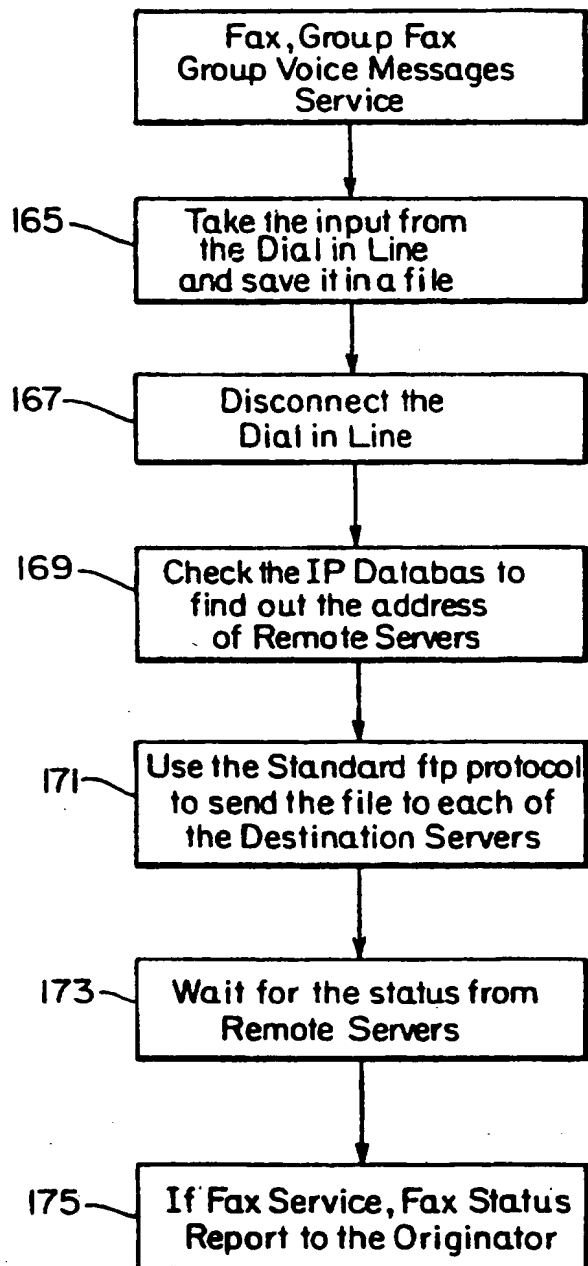 Fax, Group Fax
Group Voice Messages
Service
165
Take the input from
the Dial in Line
and save it in a file
167
Disconnect the
Dial in Line
169
Check the IP Databas to
find out the address
of Remote Servers
171
Use the Standard ftp protocol
to send the file to each of
the Destination Servers
173
Wait for the status from
Remote Servers
175
If Fax Service, Fax Status
Report to the Originator